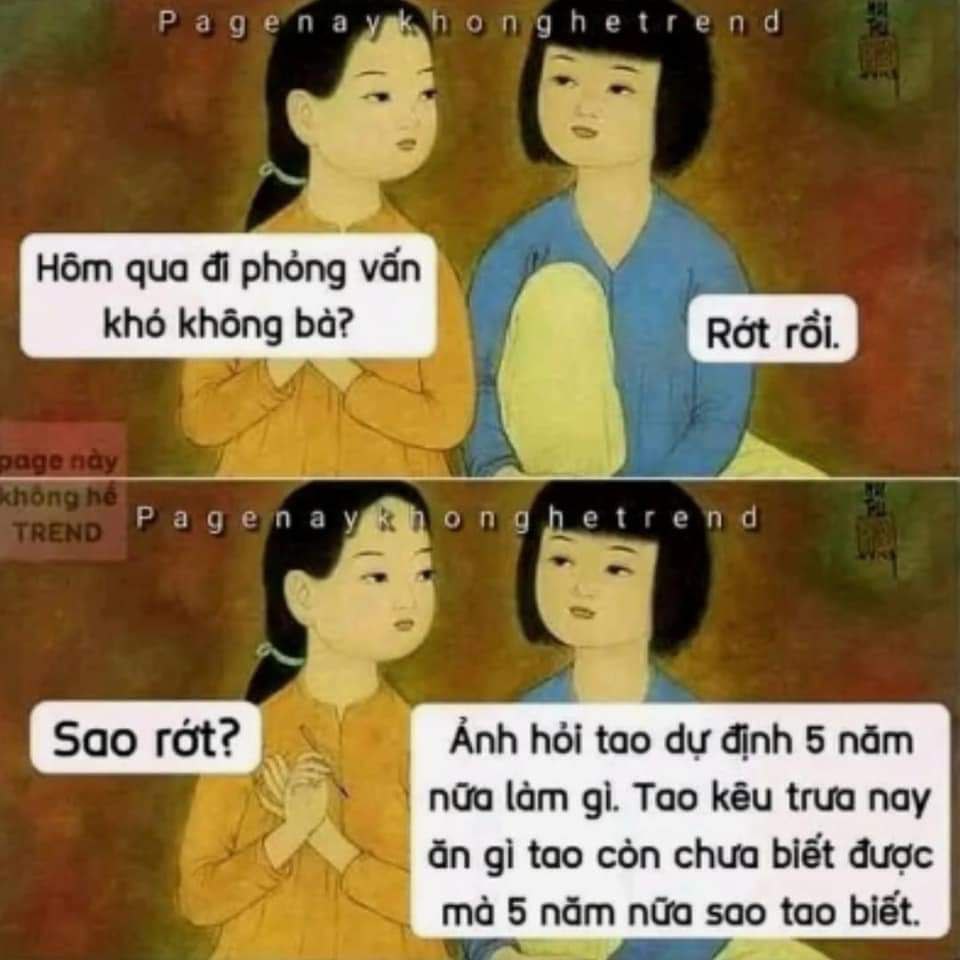 Pagenaykhonghetrend
Hôm qua đi phỏng vấn
khó không bà?
Rớt rồi.
page này
không hề
TREND
Pagenaykhonghetrend
Sao rớt?
Ảnh hỏi tao dự định 5 năm
nữa làm gì. Tao kêu trưa nay
ăn gì tao còn chưa biết được
mà 5 năm nữa sao tao biết.